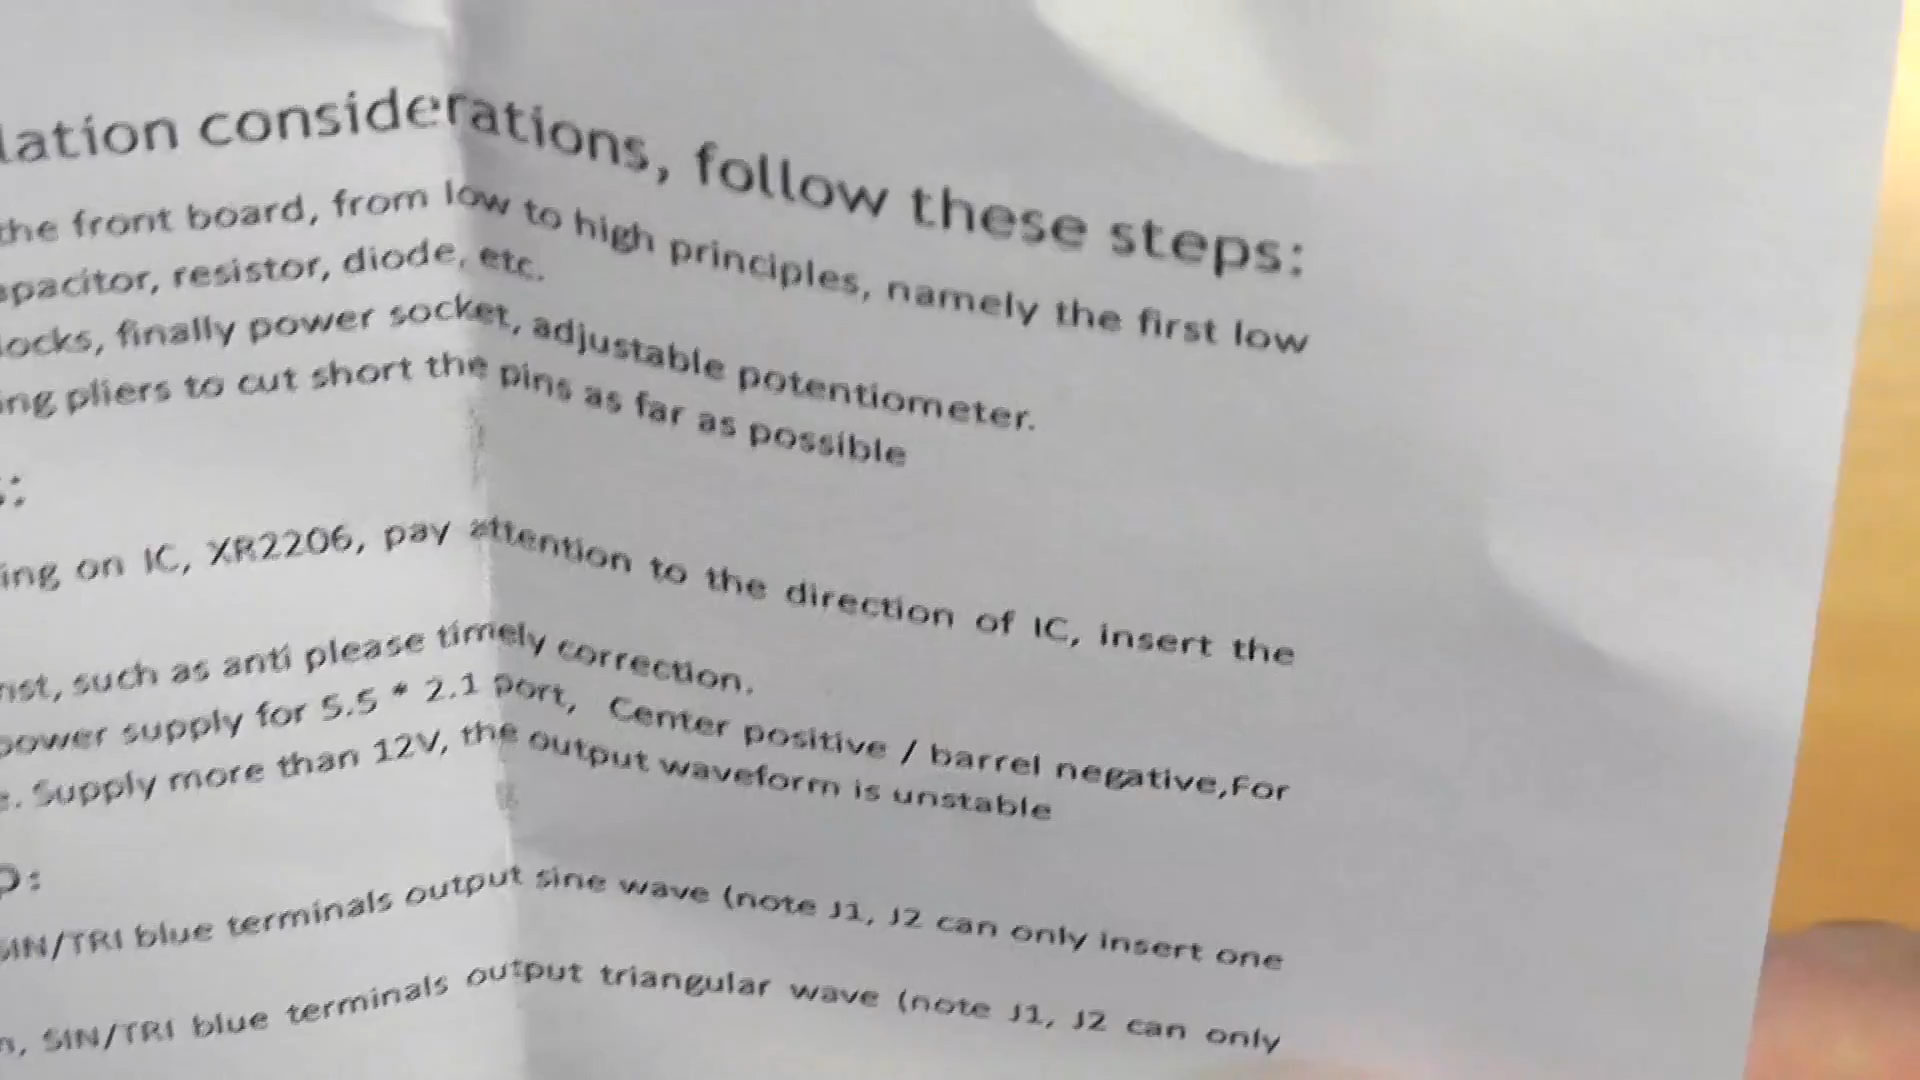 lation considerations, follow these steps:
the front board, from low to high principles, namely the first low
apacitor, resistor, diode, etc.
locks, finally power socket, adjustable potentiometer.
ing pliers to cut short the pins as far as possible
s:
ing on IC, XR2206, pay attention to the direction of IC, insert the
rist, such as anti please timely correction.
power supply for 5.5 * 2.1 port, Center positive / barrel negative,For
e. Supply more than 12V, the output waveform is unstable
p:
SIN/TRI blue terminals output sine wave (note J1, J2 can only insert one
n, SIN/TRI blue terminals output triangular wave (note J1, J2 can only